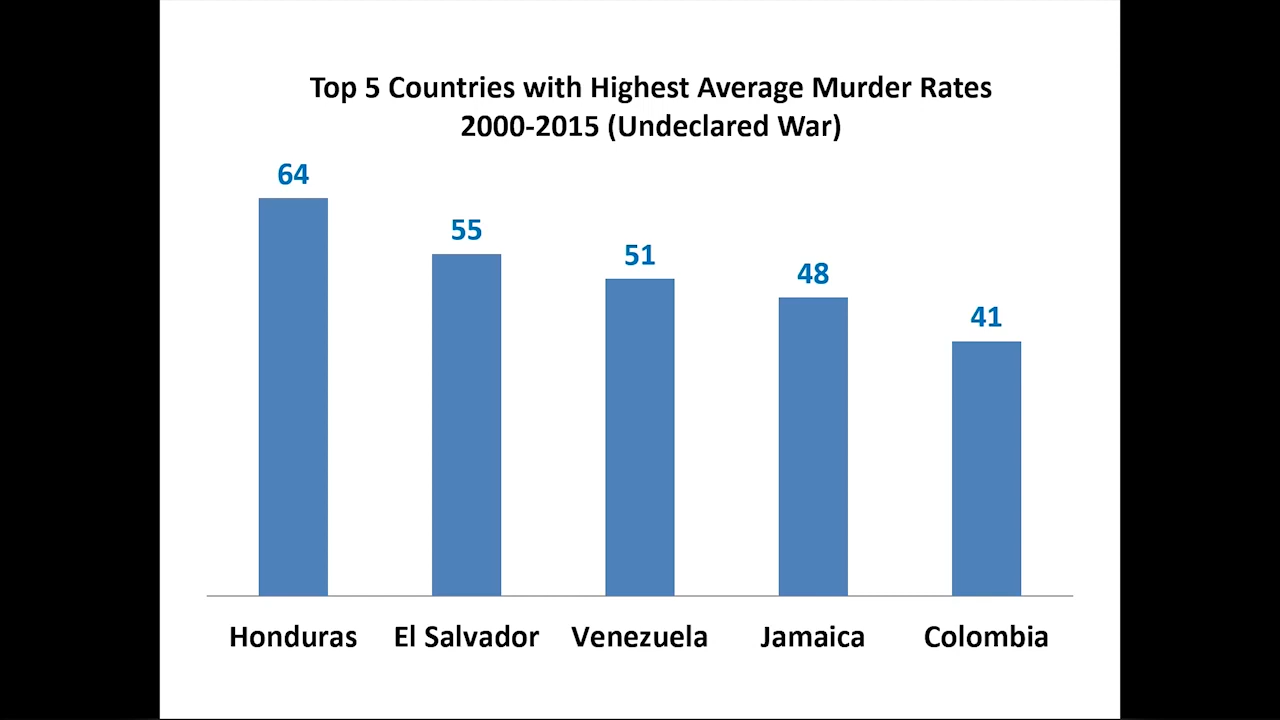 Top 5 Countries with Highest Average Murder Rates
2000-2015 (Undeclared War)
64
55
51
48
41
Honduras
El Salvador
Venezuela
Jamaica
Colombia